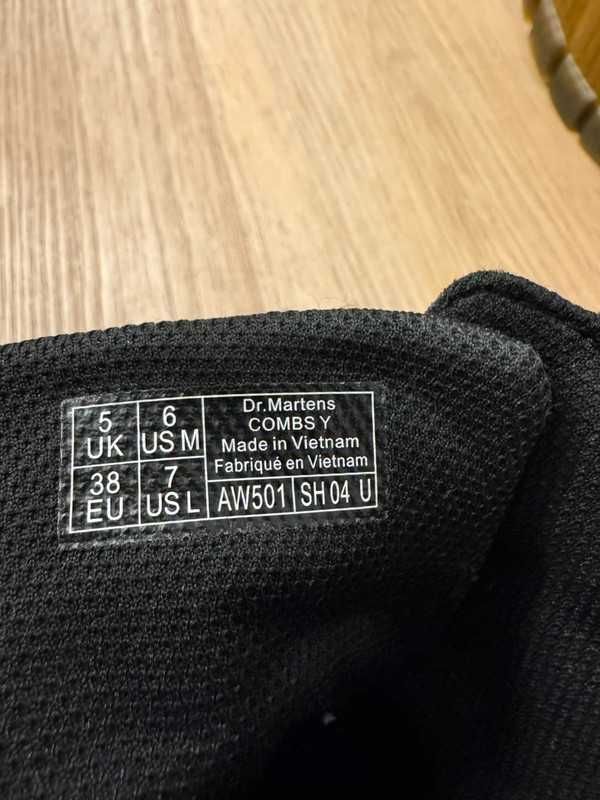 5
UK
6
US M
38
EU
7
US L
Dr.Martens
COMBS Y
Made in Vietnam
Fabriqué en Vietnam
AW501
SH 04 U